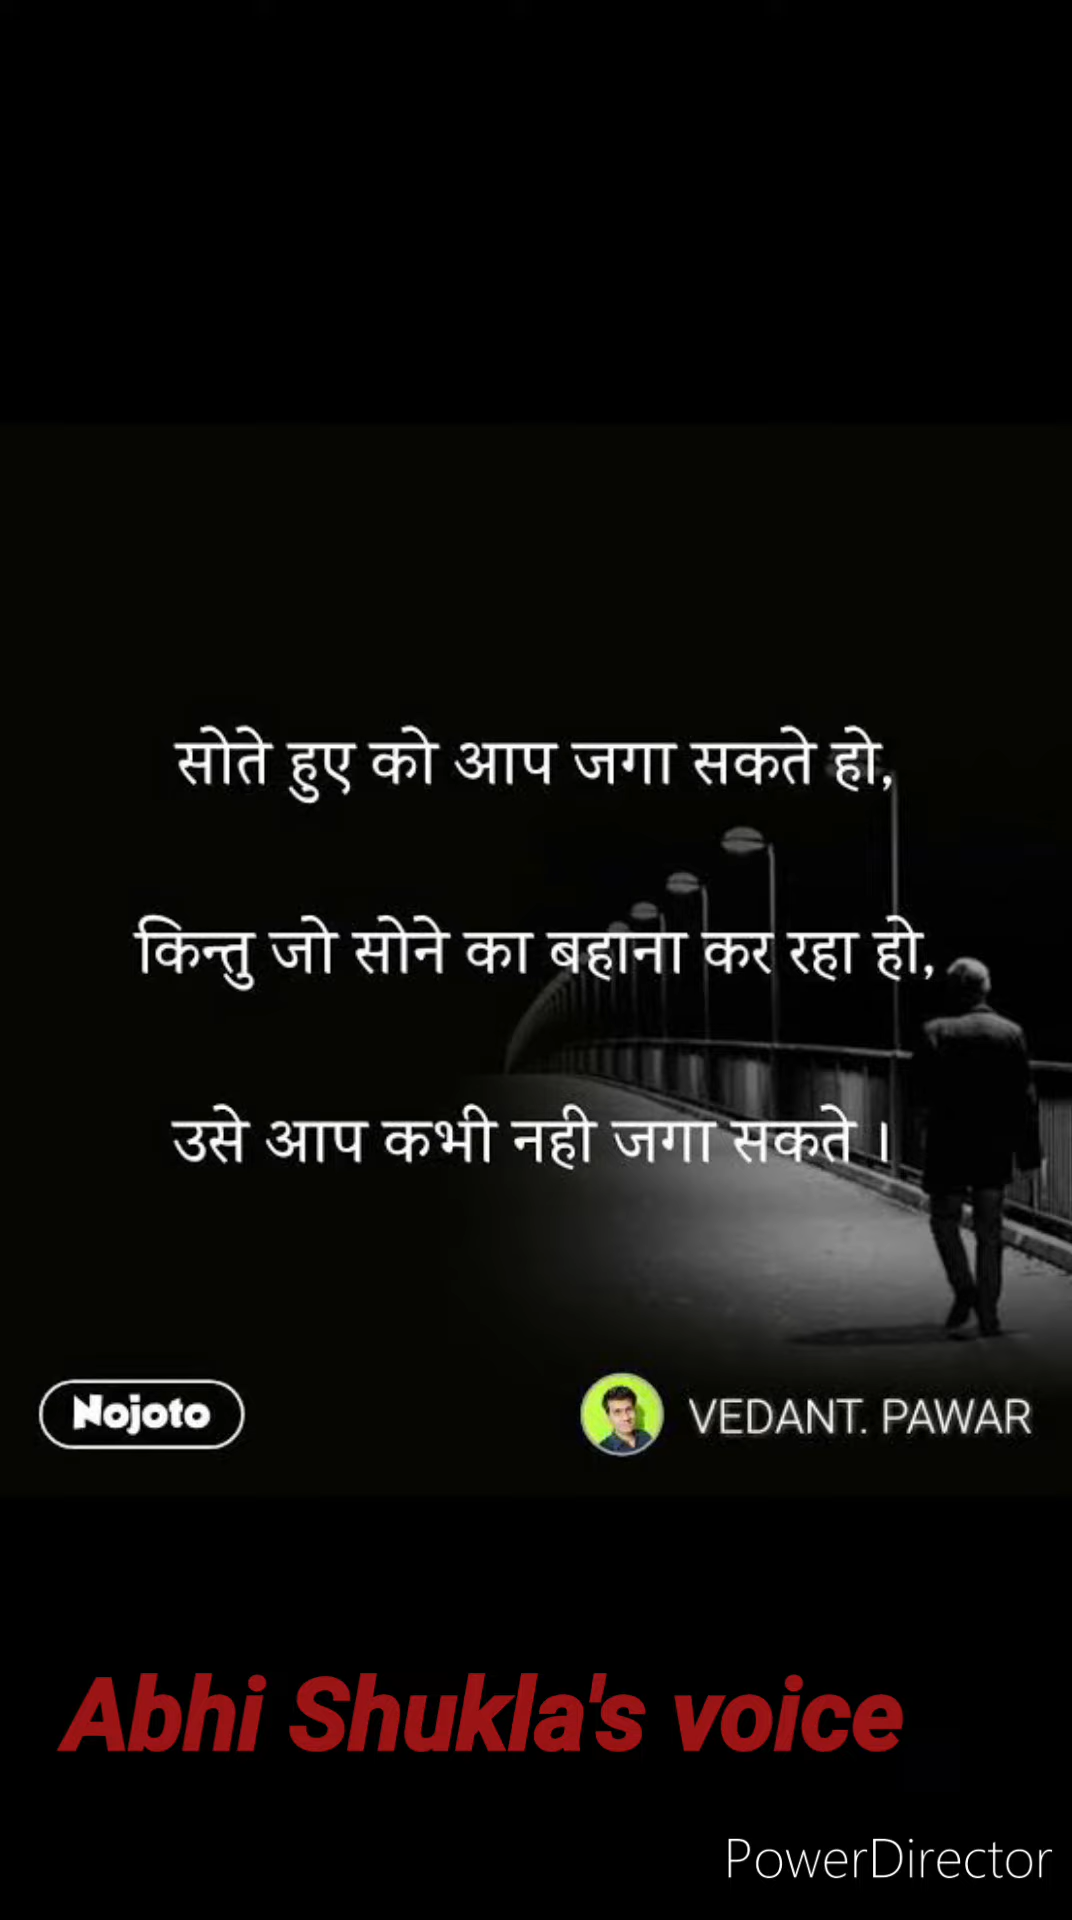 सोते हुए को आप जगा सकते हो,
किन्तु जो सोने का बहाना कर रहा हो,
उसे आप कभी नही जगा सकते ।
Nojoto
VEDANT. PAWAR
Abhi Shukla's voice
PowerDirector